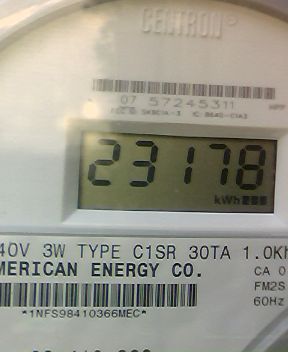 CENTRON®
07 57245311
23178
kWh
40V 3W TYPE C1SR 30TA 1.0Kh
MERICAN ENERGY CO.
CA 0
FM2S
60Hz
*1NFS98410366MEC*